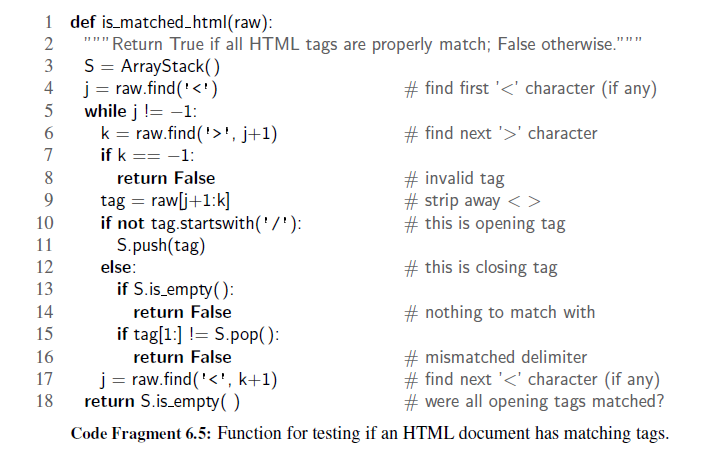 1 def is_matched_html(raw):
2 """Return True if all HTML tags are properly match; False otherwise."""
3 S = ArrayStack()
4 j = raw.find('<') # find first '<' character (if any)
5 while j != −1:
6 k = raw.find('>', j+1) # find next '>' character
7 if k == −1:
8 return False # invalid tag
9 tag = raw[j+1:k] # strip away < >
10 if not tag.startswith('/'): # this is opening tag
11 S.push(tag)
12 else: # this is closing tag
13 if S.is_empty():
14 return False # nothing to match with
15 if tag[1:] != S.pop():
16 return False # mismatched delimiter
17 j = raw.find('<', k+1) # find next '<' character (if any)
18 return S.is_empty( ) # were all opening tags matched?
Code Fragment 6.5: Function for testing if an HTML document has matching tags.